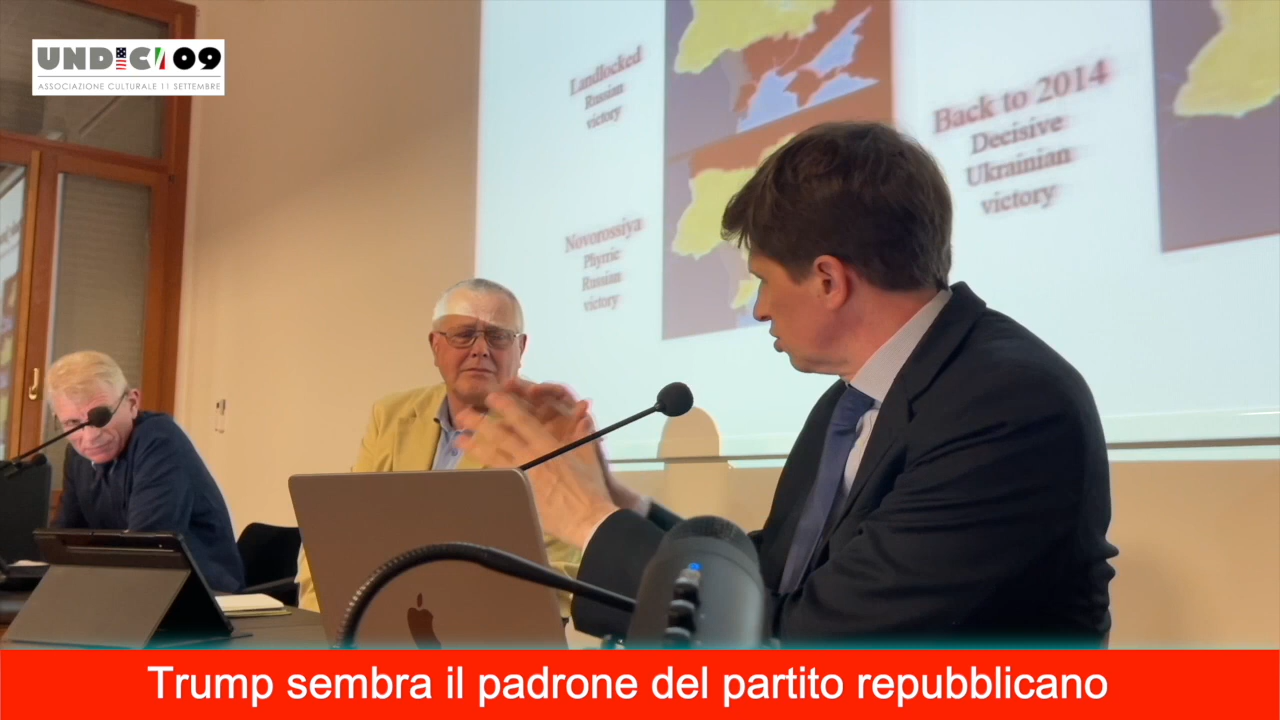 UNDICI09
ASSOCIAZIONE CULTURALE 11 SETTEMBRE
Landlocked
Russian
victory
Novorossiya
Phyrric
Russian
victory
Back to 2014
Decisive
Ukrainian
victory
Trump sembra il padrone del partito repubblicano